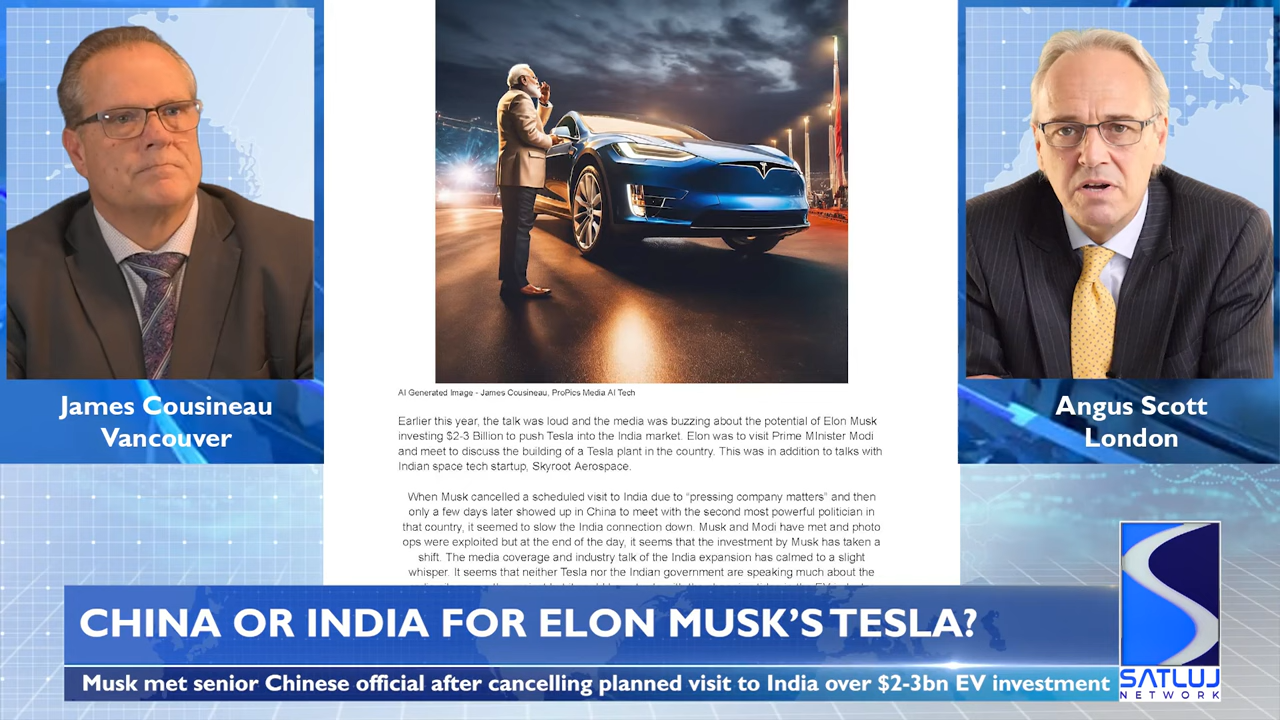 James Cousineau
Vancouver
AI Generated Image - James Cousineau, ProPics Media AI Tech
Earlier this year, the talk was loud and the media was buzzing about the potential of Elon Musk
investing $2-3 Billion to push Tesla into the India market. Elon was to visit Prime MInister Modi
and meet to discuss the building of a Tesla plant in the country. This was in addition to talks with
Indian space tech startup, Skyroot Aerospace.
When Musk cancelled a scheduled visit to India due to “pressing company matters” and then
only a few days later showed up in China to meet with the second most powerful politician in
that country, it seemed to slow the India connection down. Musk and Modi have met and photo
ops were exploited but at the end of the day, it seems that the investment by Musk has taken a
shift. The media coverage and industry talk of the India expansion has calmed to a slight
whisper. It seems that neither Tesla nor the Indian government are speaking much about the
Angus Scott
London
CHINA OR INDIA FOR ELON MUSK’S TESLA?
Musk met senior Chinese official after cancelling planned visit to India over $2-3bn EV investment
SATLUJ
NETWORK